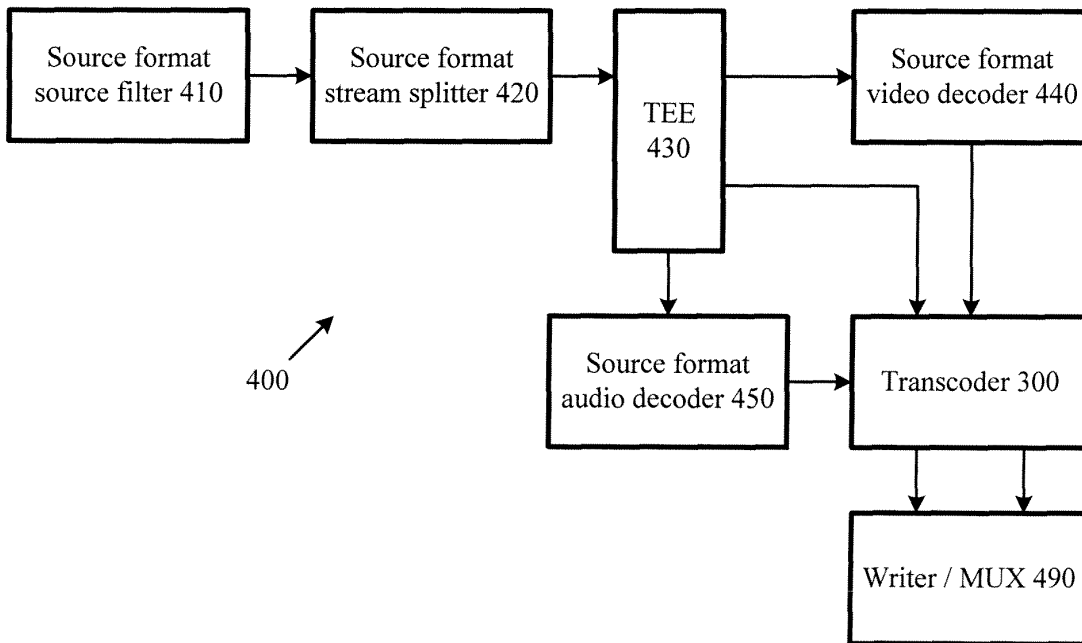 Source format
source filter 410
Source format
stream splitter 420
TEE
430
Source format
video decoder 440
400
Source format
audio decoder 450
Transcoder 300
Writer / MUX 490